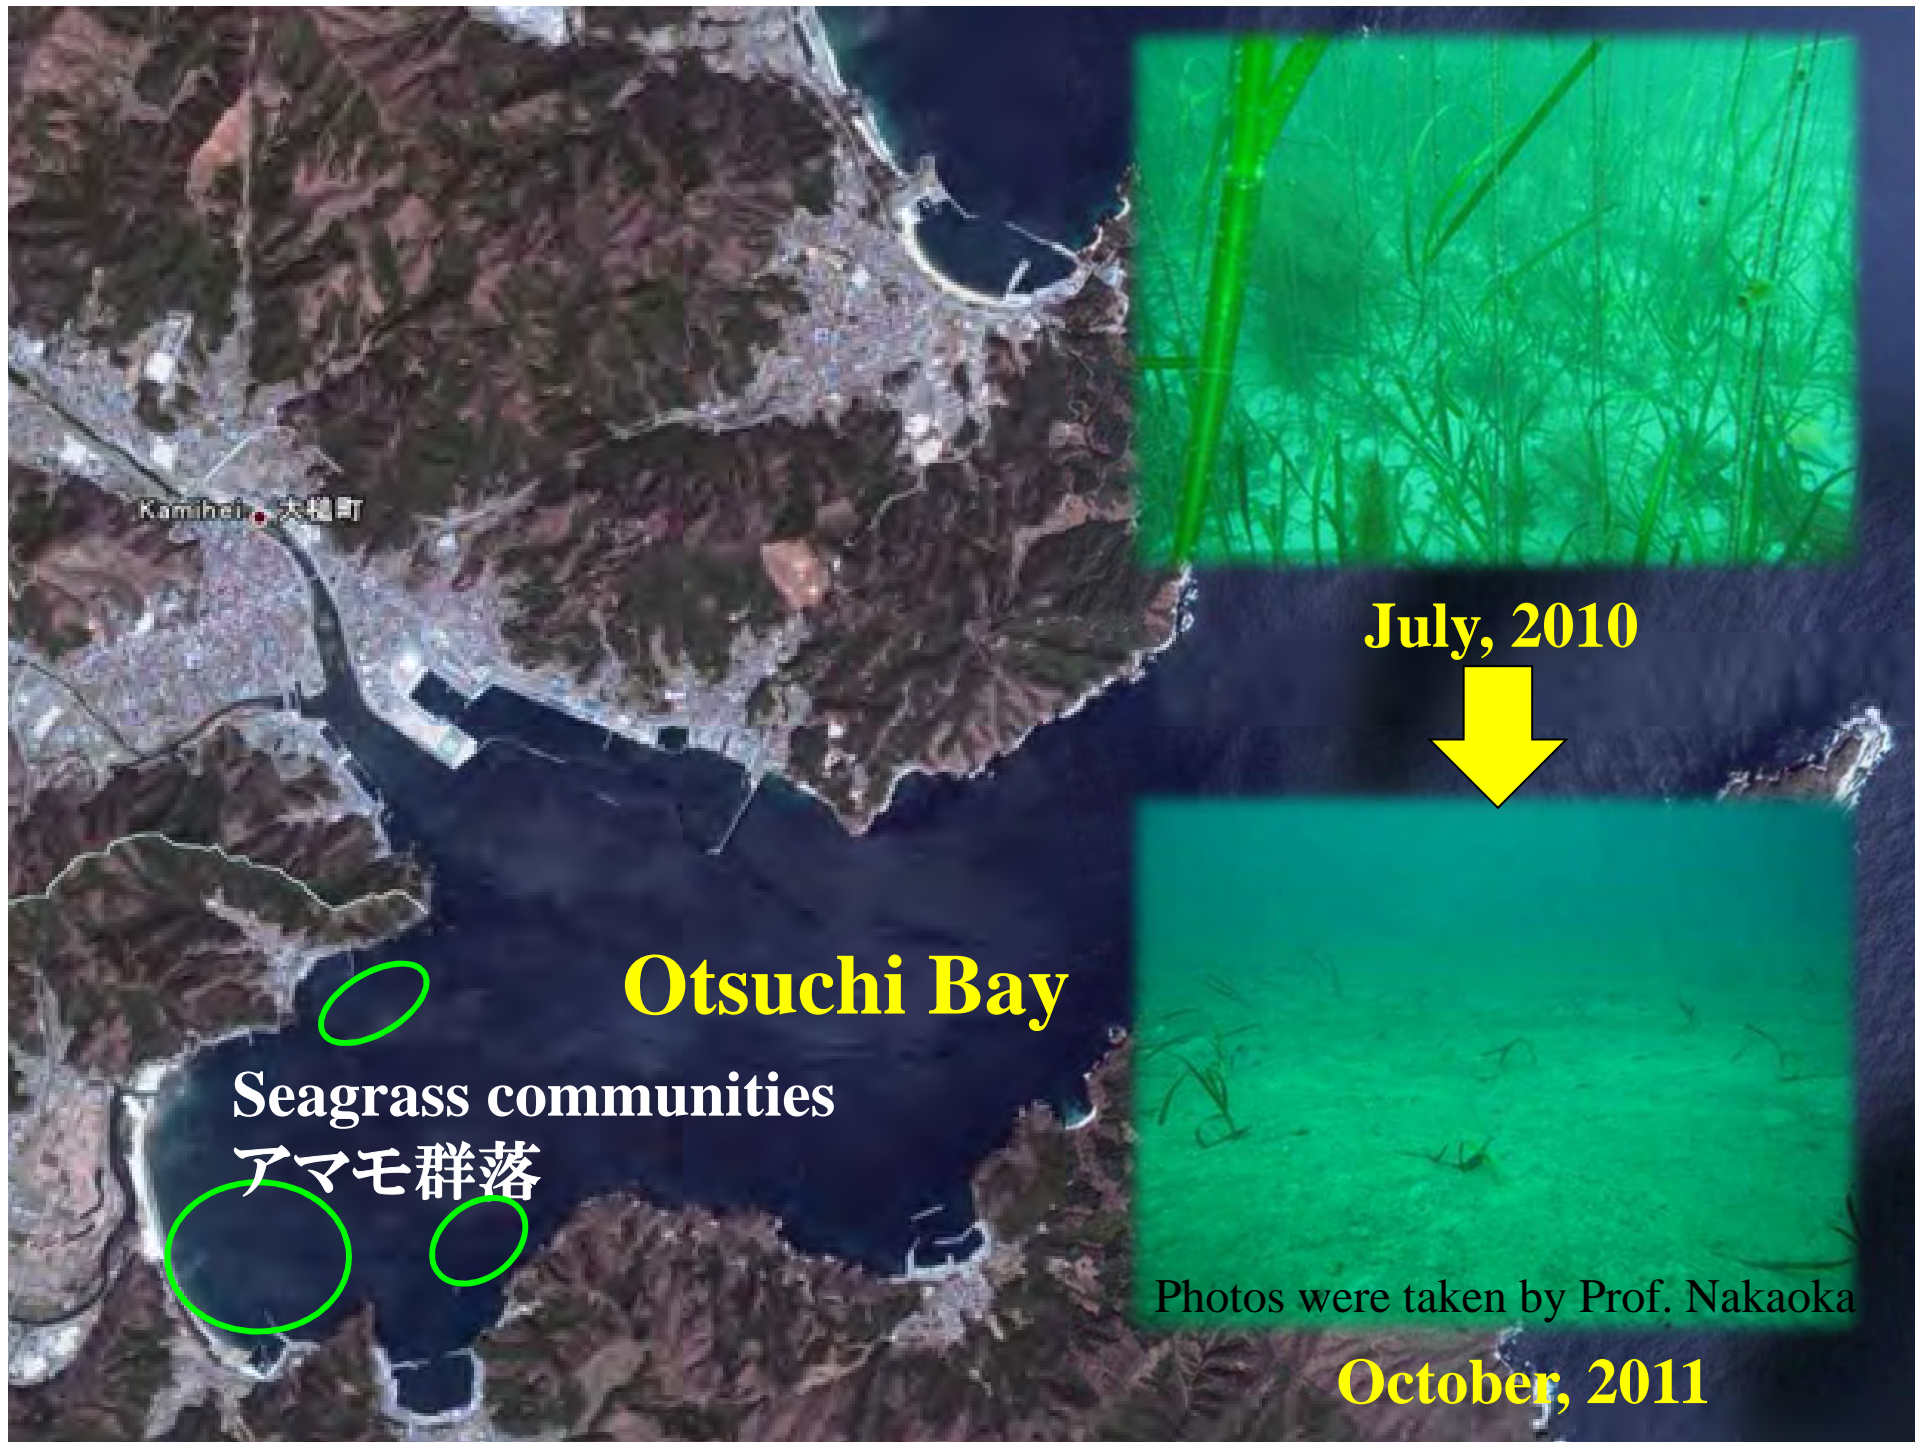 Kamihei 大槌町
July, 2010
Otsuchi Bay
Seagrass communities
アマモ群落
Photos were taken by Prof. Nakaoka
October, 2011